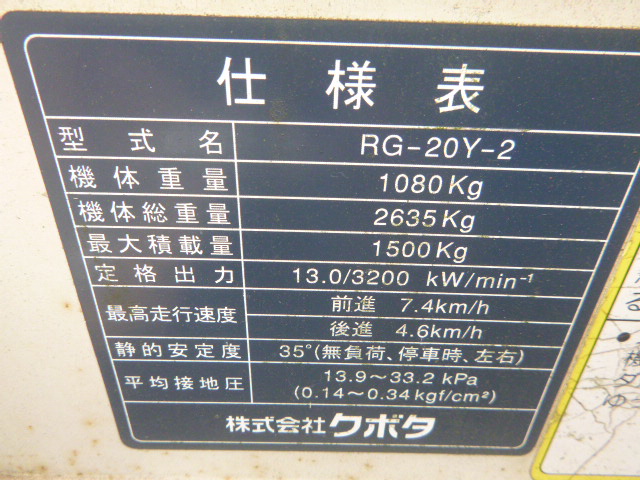 仕様表
型式名 RG-20Y-2
機体重量 1080Kg
機体総重量 2635Kg
最大積載量 1500Kg
定格出力 13.0/3200 kW/min⁻¹
最高走行速度 前進 7.4km/h
後進 4.6km/h
静的安定度 35°(無負荷、停車時、左右)
平均接地圧 13.9～33.2 kPa
(0.14～0.34kgf/cm²)
株式会社クボタ